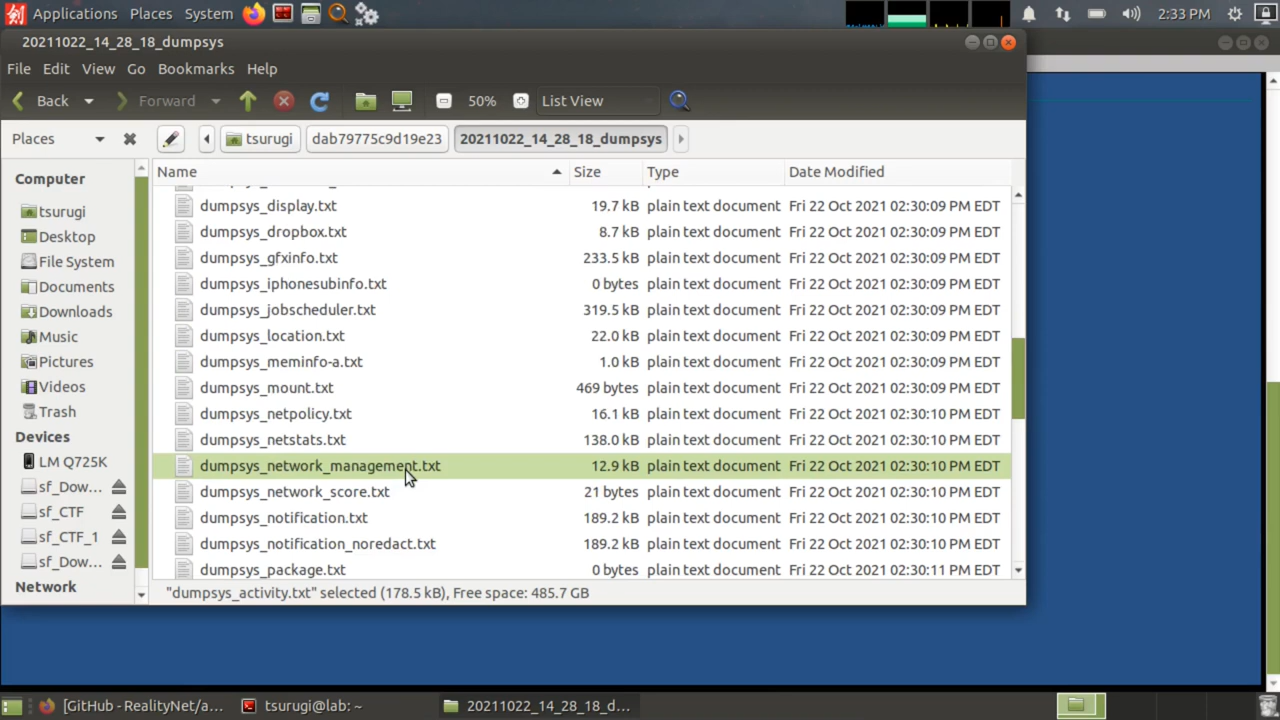 Applications Places System 2:33 PM
20211022_14_28_18_dumpsys
File Edit View Go Bookmarks Help
Back Forward 50% List View
Places tsurugi dab79775c9d19e23 20211022_14_28_18_dumpsys
Name Size Type Date Modified
Computer
tsurugi
Desktop
File System
Documents
Downloads
Music
Pictures
Videos
Trash
Devices
LM Q725K
sf_Dow...
sf_CTF
sf_CTF_1
sf_Dow...
Network
dumpsys_display.txt 19.7 kB plain text document Fri 22 Oct 2021 02:30:09 PM EDT
dumpsys_dropbox.txt 8.7 kB plain text document Fri 22 Oct 2021 02:30:09 PM EDT
dumpsys_gfxinfo.txt 233.5 kB plain text document Fri 22 Oct 2021 02:30:09 PM EDT
dumpsys_iphonesubinfo.txt 0 bytes plain text document Fri 22 Oct 2021 02:30:09 PM EDT
dumpsys_jobscheduler.txt 319.5 kB plain text document Fri 22 Oct 2021 02:30:09 PM EDT
dumpsys_location.txt 22.0 kB plain text document Fri 22 Oct 2021 02:30:09 PM EDT
dumpsys_meminfo-a.txt 1.0 kB plain text document Fri 22 Oct 2021 02:30:09 PM EDT
dumpsys_mount.txt 469 bytes plain text document Fri 22 Oct 2021 02:30:09 PM EDT
dumpsys_netpolicy.txt 16.1 kB plain text document Fri 22 Oct 2021 02:30:10 PM EDT
dumpsys_netstats.txt 138.0 kB plain text document Fri 22 Oct 2021 02:30:10 PM EDT
dumpsys_network_management.txt 12.9 kB plain text document Fri 22 Oct 2021 02:30:10 PM EDT
dumpsys_network_score.txt 21 bytes plain text document Fri 22 Oct 2021 02:30:10 PM EDT
dumpsys_notification.txt 189.2 kB plain text document Fri 22 Oct 2021 02:30:10 PM EDT
dumpsys_notification_noredact.txt 189.2 kB plain text document Fri 22 Oct 2021 02:30:10 PM EDT
dumpsys_package.txt 0 bytes plain text document Fri 22 Oct 2021 02:30:11 PM EDT
"dumpsys_activity.txt" selected (178.5 kB), Free space: 485.7 GB
[GitHub - RealityNet/a... tsurugi@lab: ~ 20211022_14_28_18_d...